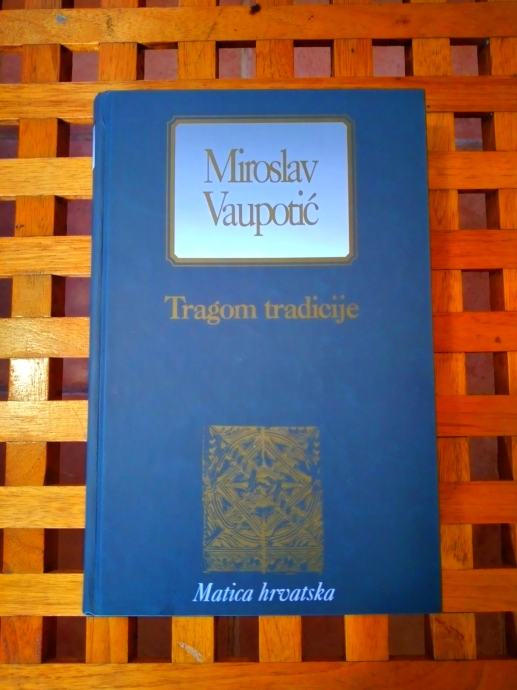 Miroslav
Vaupotić
Tragom tradicije
Matica hrvatska